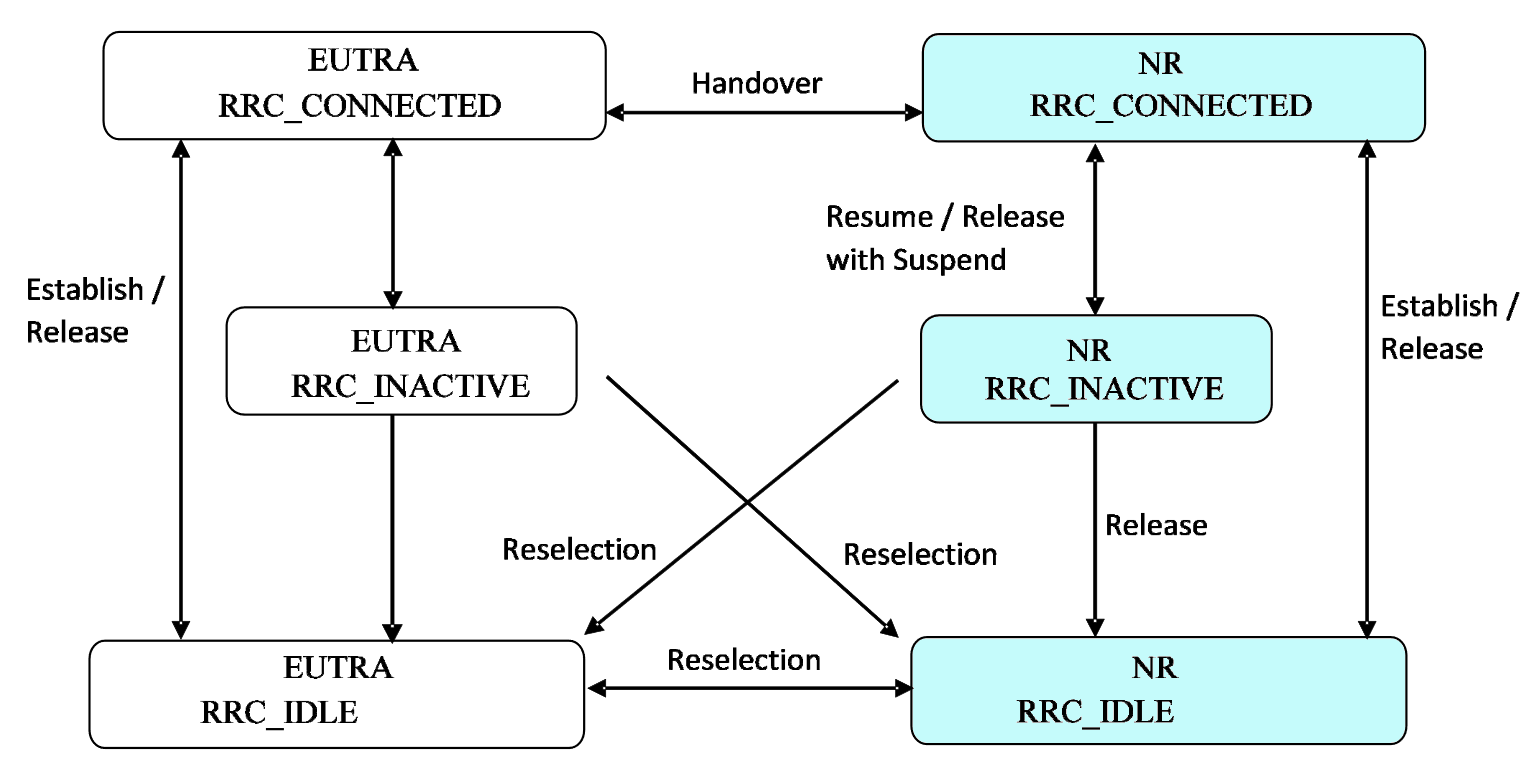 EUTRA
RRC_CONNECTED
Handover
NR
RRC_CONNECTED
Establish /
Release
Resume / Release
with Suspend
Establish /
Release
EUTRA
RRC_INACTIVE
NR
RRC_INACTIVE
Reselection
Reselection
Release
EUTRA
RRC_IDLE
Reselection
NR
RRC_IDLE